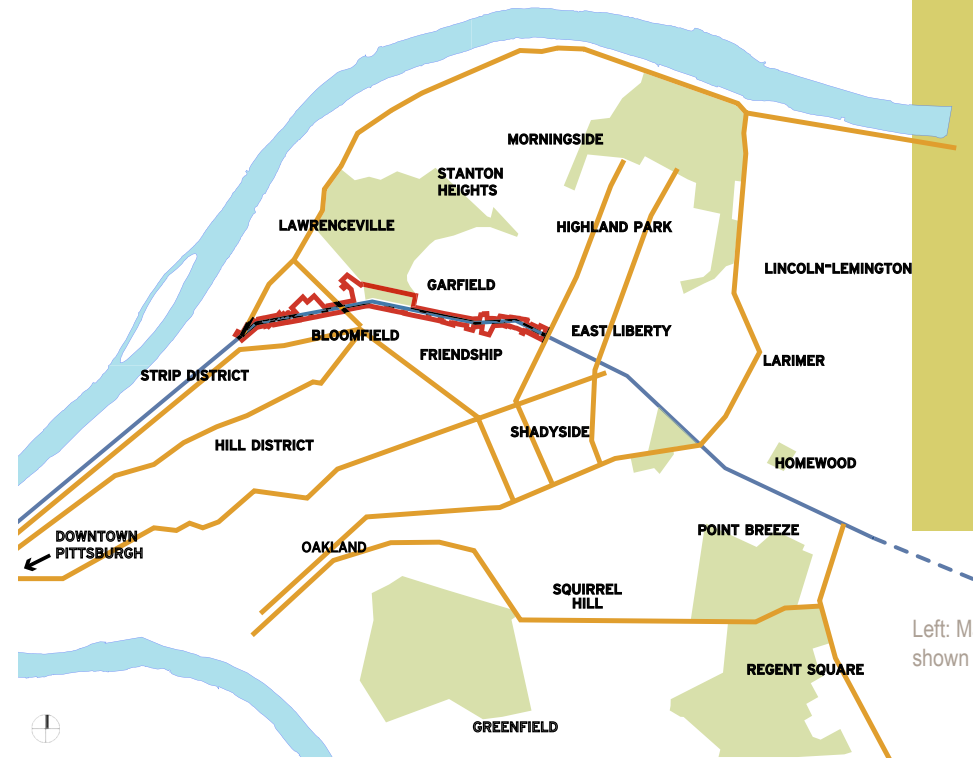 MORNINGSIDE
STANTON
HEIGHTS
LAWRENCEVILLE
HIGHLAND PARK
LINCOLN-LEMINGTON
GARFIELD
EAST LIBERTY
BLOOMFIELD
FRIENDSHIP
LARIMER
STRIP DISTRICT
SHADYSIDE
HILL DISTRICT
HOMEWOOD
POINT BREEZE
DOWNTOWN
PITTSBURGH
OAKLAND
SQUIRREL
HILL
Left: M
shown
REGENT SQUARE
GREENFIELD